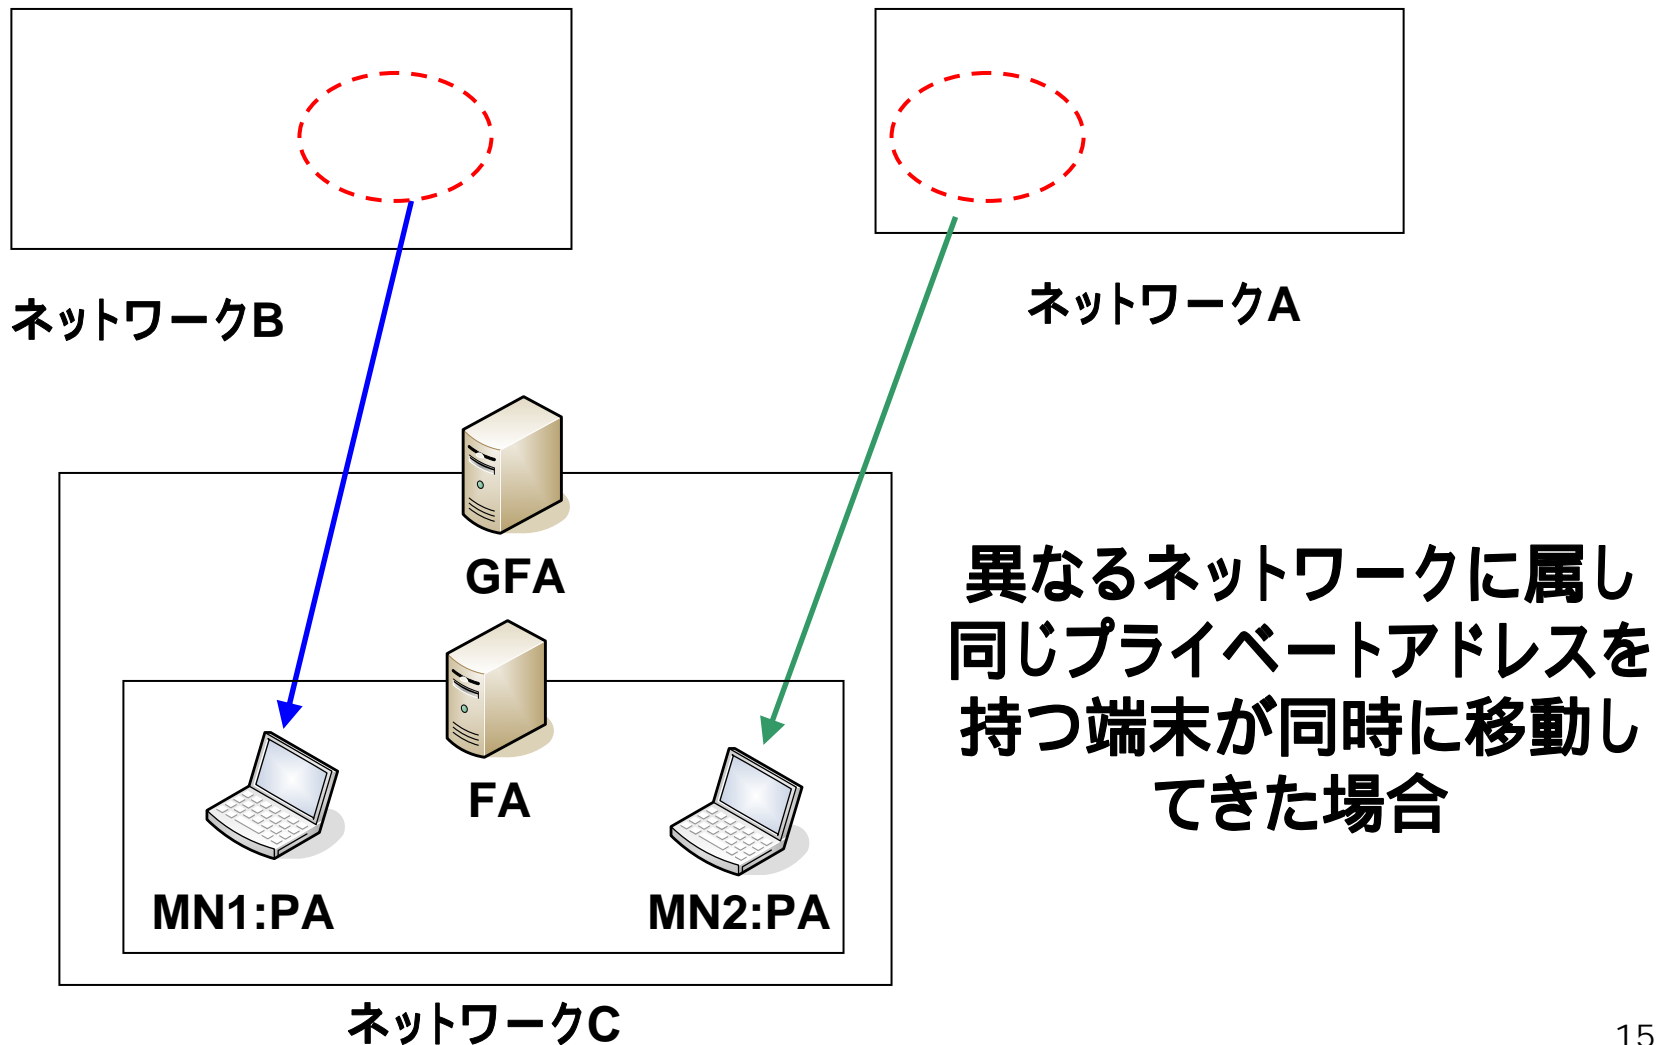 ネットワークB
ネットワークA
GFA
FA
MN1:PA
MN2:PA
ネットワークC
異なるネットワークに属し
同じプライベートアドレスを
持つ端末が同時に移動し
てきた場合
15